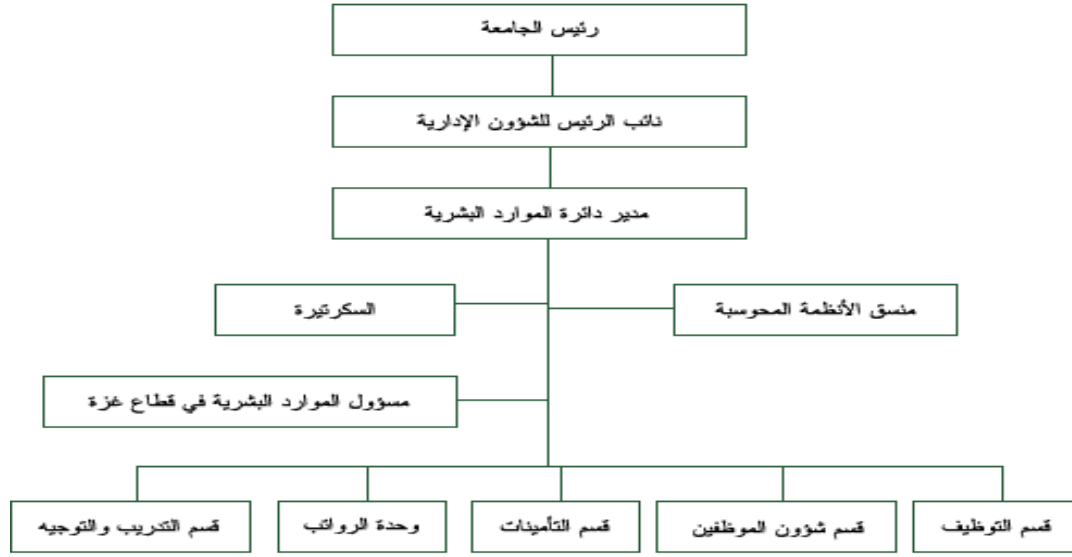 رئيس الجامعة
نائب الرئيس للشؤون الإدارية
مدير دائرة الموارد البشرية
منسق الأنظمة المحوسبة
السكرتيرة
مسؤول الموارد البشرية في قطاع غزة
قسم التوظيف
قسم شؤون الموظفين
قسم التأمينات
وحدة الرواتب
قسم التدريب والتوجيه